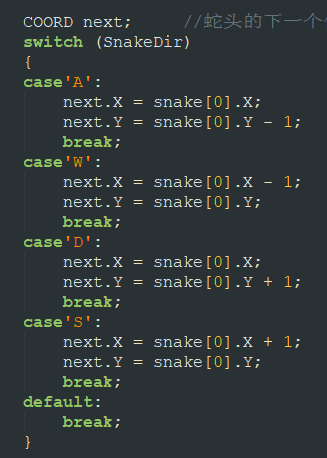 COORD next;     //蛇头的下一个
switch (SnakeDir)
{
case'A':
    next.X = snake[0].X;
    next.Y = snake[0].Y - 1;
    break;
case'W':
    next.X = snake[0].X - 1;
    next.Y = snake[0].Y;
    break;
case'D':
    next.X = snake[0].X;
    next.Y = snake[0].Y + 1;
    break;
case'S':
    next.X = snake[0].X + 1;
    next.Y = snake[0].Y;
    break;
default:
    break;
}